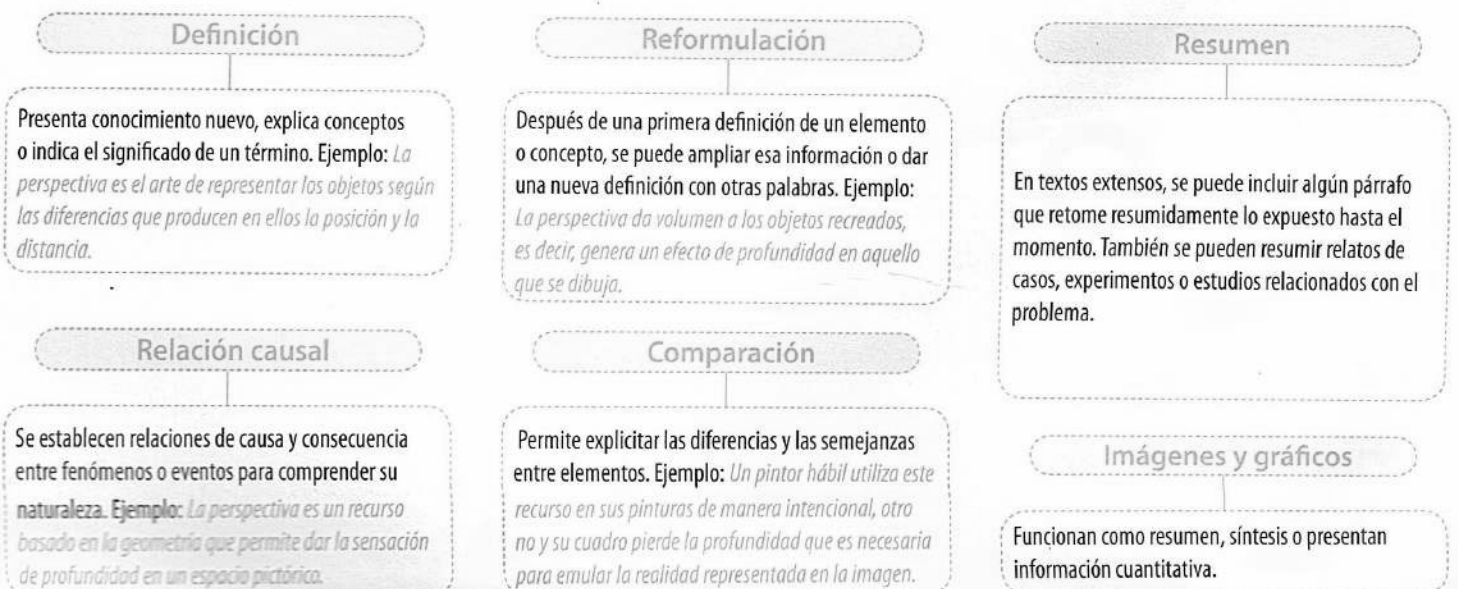 Definición
Presenta conocimiento nuevo, explica conceptos
o indica el significado de un término. Ejemplo: La
perspectiva es el arte de representar los objetos según
las diferencias que producen en ellos la posición y la
distancia.
Reformulación
Después de una primera definición de un elemento
o concepto, se puede ampliar esa información o dar
una nueva definición con otras palabras. Ejemplo:
La perspectiva da volumen a los objetos recreados,
es decir, genera un efecto de profundidad en aquello
que se dibuja.
Resumen
En textos extensos, se puede incluir algún párrafo
que retome resumidamente lo expuesto hasta el
momento. También se pueden resumir relatos de
casos, experimentos o estudios relacionados con el
problema.
Relación causal
Se establecen relaciones de causa y consecuencia
entre fenómenos o eventos para comprender su
naturaleza. Ejemplo: La perspectiva es un recurso
basado en la geometría que permite dar la sensación
de profundidad en un espacio pictórico.
Comparación
Permite explicitar las diferencias y las semejanzas
entre elementos. Ejemplo: Un pintor hábil utiliza este
recurso en sus pinturas de manera intencional, otro
no y su cuadro pierde la profundidad que es necesaria
para emular la realidad representada en la imagen.
Imágenes y gráficos
Funcionan como resumen, síntesis o presentan
información cuantitativa.